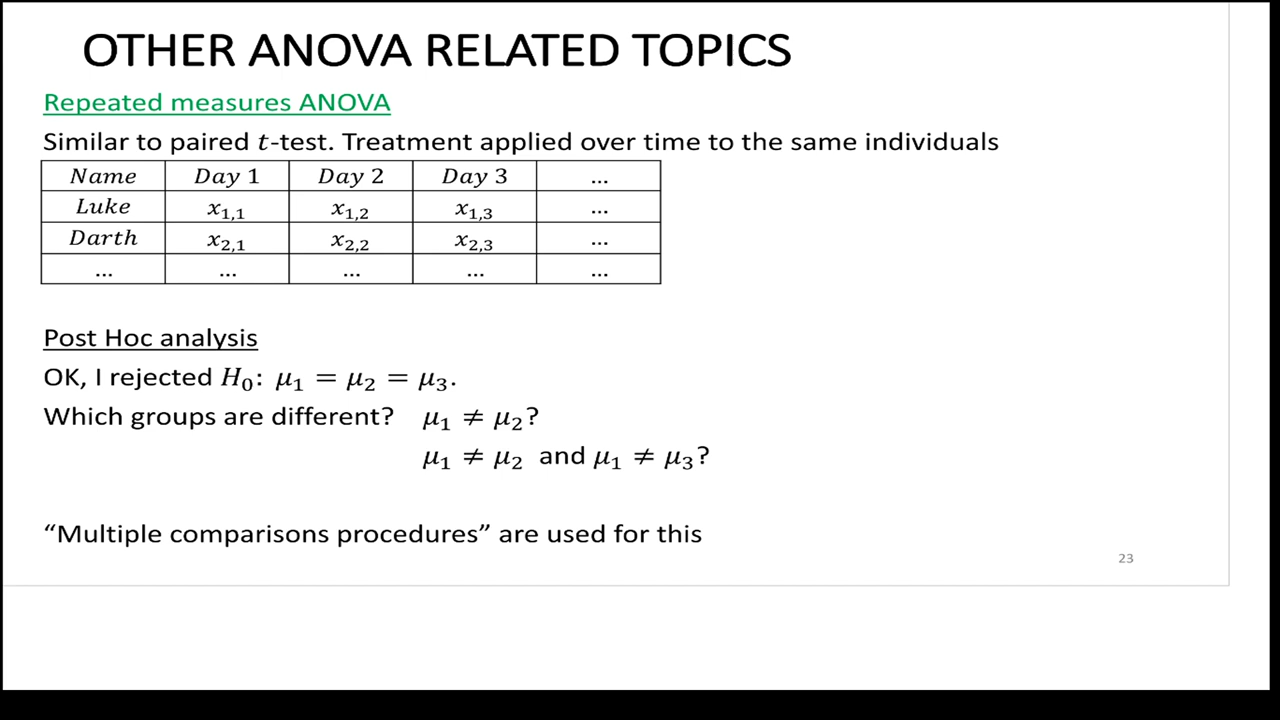 OTHER ANOVA RELATED TOPICS
Repeated measures ANOVA
Similar to paired t-test. Treatment applied over time to the same individuals
Name Day 1 Day 2 Day 3 ...
Luke x1,1 x1,2 x1,3 ...
Darth x2,1 x2,2 x2,3 ...
... ... ... ... ...
Post Hoc analysis
OK, I rejected H0: μ1 = μ2 = μ3.
Which groups are different? μ1 ≠ μ2?
μ1 ≠ μ2 and μ1 ≠ μ3?
“Multiple comparisons procedures” are used for this
23